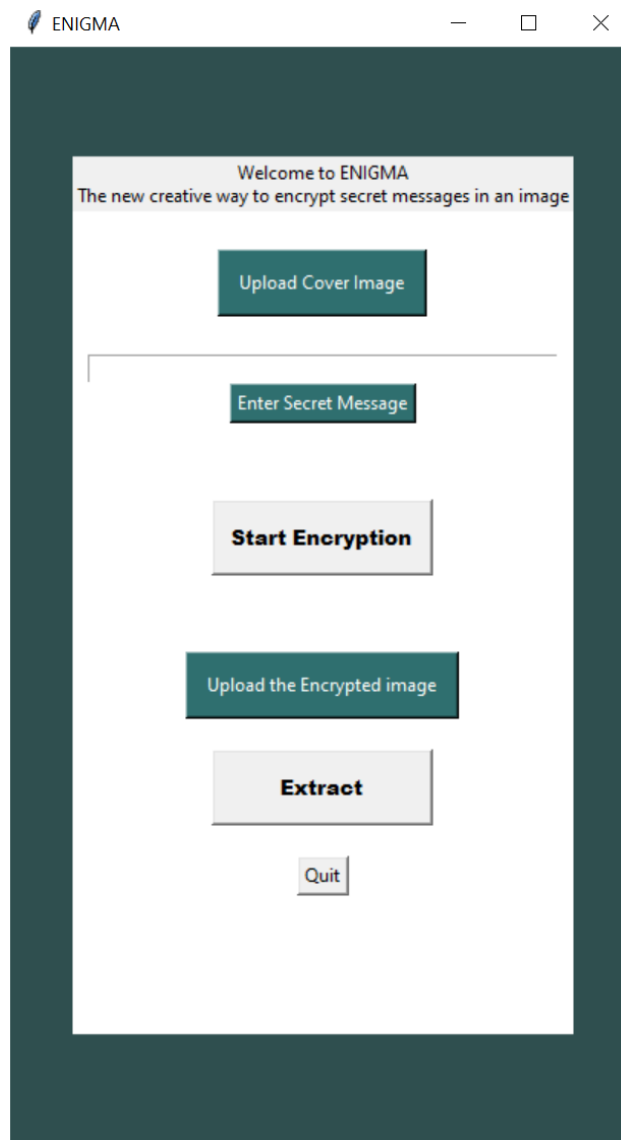 ENIGMA
Welcome to ENIGMA
The new creative way to encrypt secret messages in an image
Upload Cover Image
Enter Secret Message
Start Encryption
Upload the Encrypted image
Extract
Quit